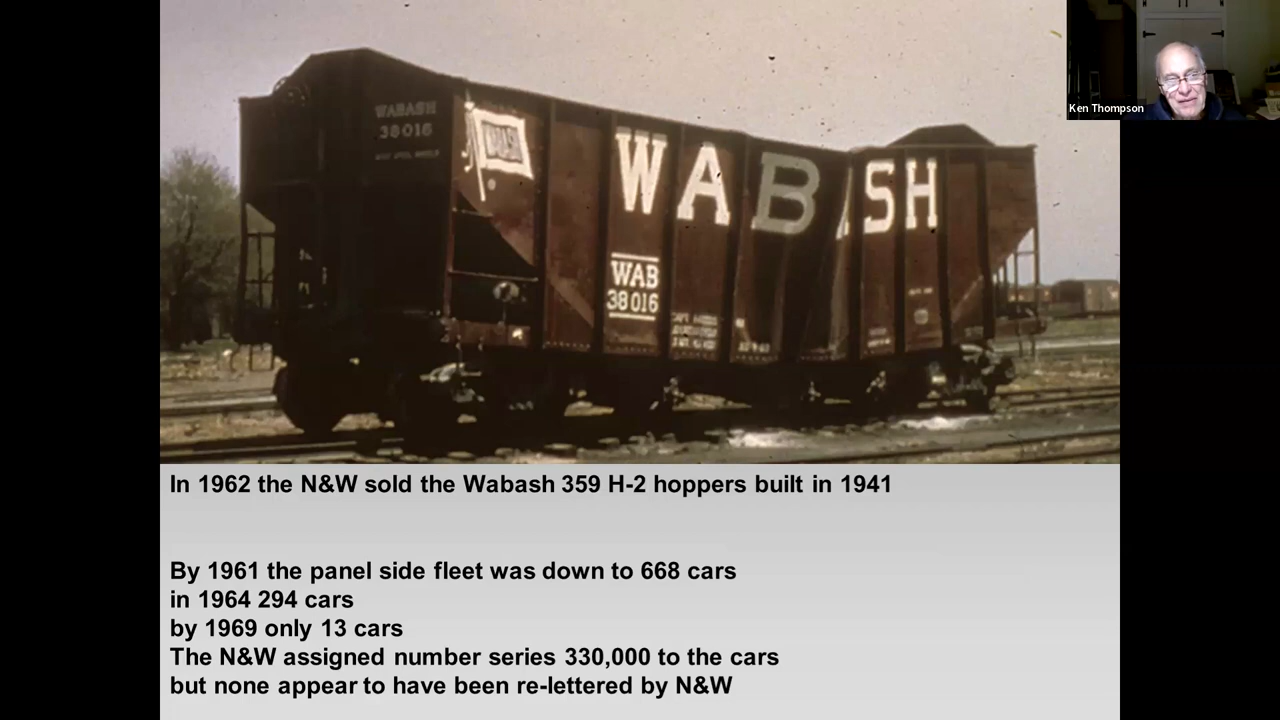 Ken Thompson
WABASH
38016
WABASH
WABASH
WAB
38016
In 1962 the N&W sold the Wabash 359 H-2 hoppers built in 1941
By 1961 the panel side fleet was down to 668 cars
in 1964 294 cars
by 1969 only 13 cars
The N&W assigned number series 330,000 to the cars
but none appear to have been re-lettered by N&W